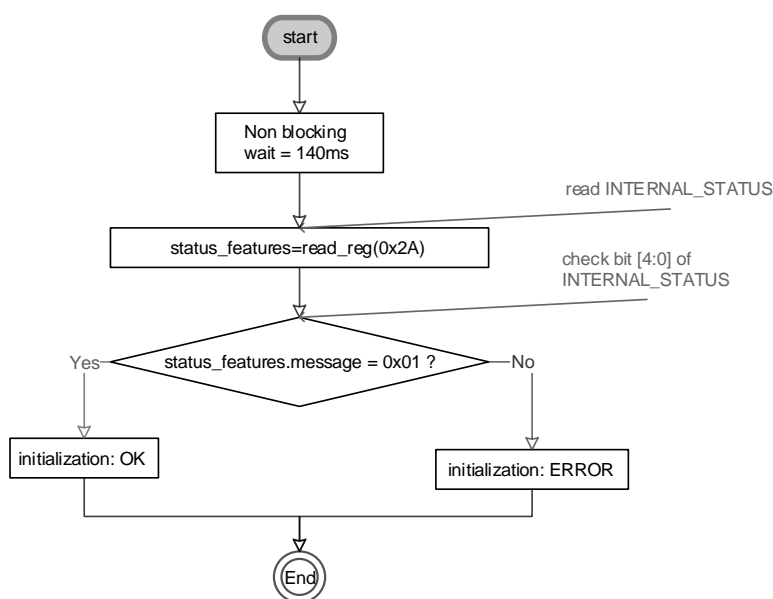 start
Non blocking
wait = 140ms
read INTERNAL_STATUS
status_features=read_reg(0x2A)
check bit [4:0] of
INTERNAL_STATUS
status_features.message = 0x01 ?
Yes
No
initialization: OK
initialization: ERROR
End